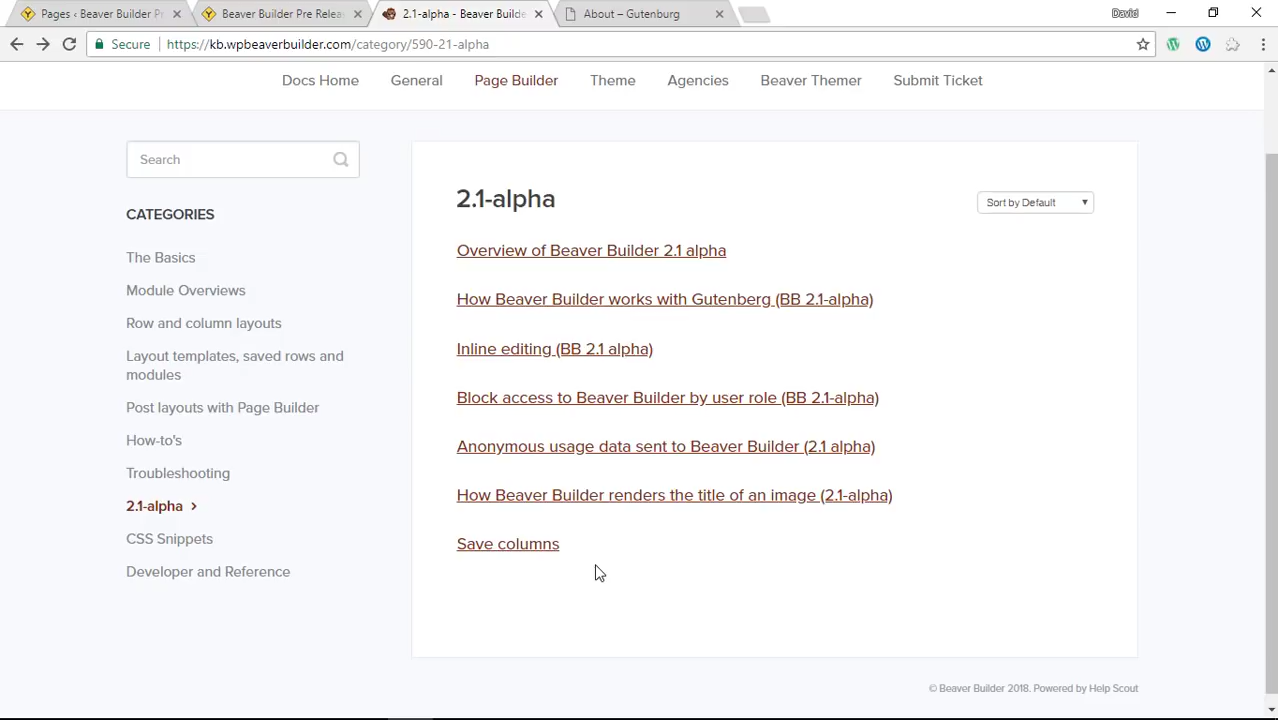 Pages ‹ Beaver Builder Pr
Beaver Builder Pre Relea
2.1-alpha - Beaver Builde
About – Gutenburg
David
Secure
https://kb.wpbeaverbuilder.com/category/590-21-alpha
Docs Home
General
Page Builder
Theme
Agencies
Beaver Themer
Submit Ticket
Search
CATEGORIES
The Basics
Module Overviews
Row and column layouts
Layout templates, saved rows and
modules
Post layouts with Page Builder
How-to's
Troubleshooting
2.1-alpha
CSS Snippets
Developer and Reference
2.1-alpha
Sort by Default
Overview of Beaver Builder 2.1 alpha
How Beaver Builder works with Gutenberg (BB 2.1-alpha)
Inline editing (BB 2.1 alpha)
Block access to Beaver Builder by user role (BB 2.1-alpha)
Anonymous usage data sent to Beaver Builder (2.1 alpha)
How Beaver Builder renders the title of an image (2.1-alpha)
Save columns
© Beaver Builder 2018. Powered by Help Scout